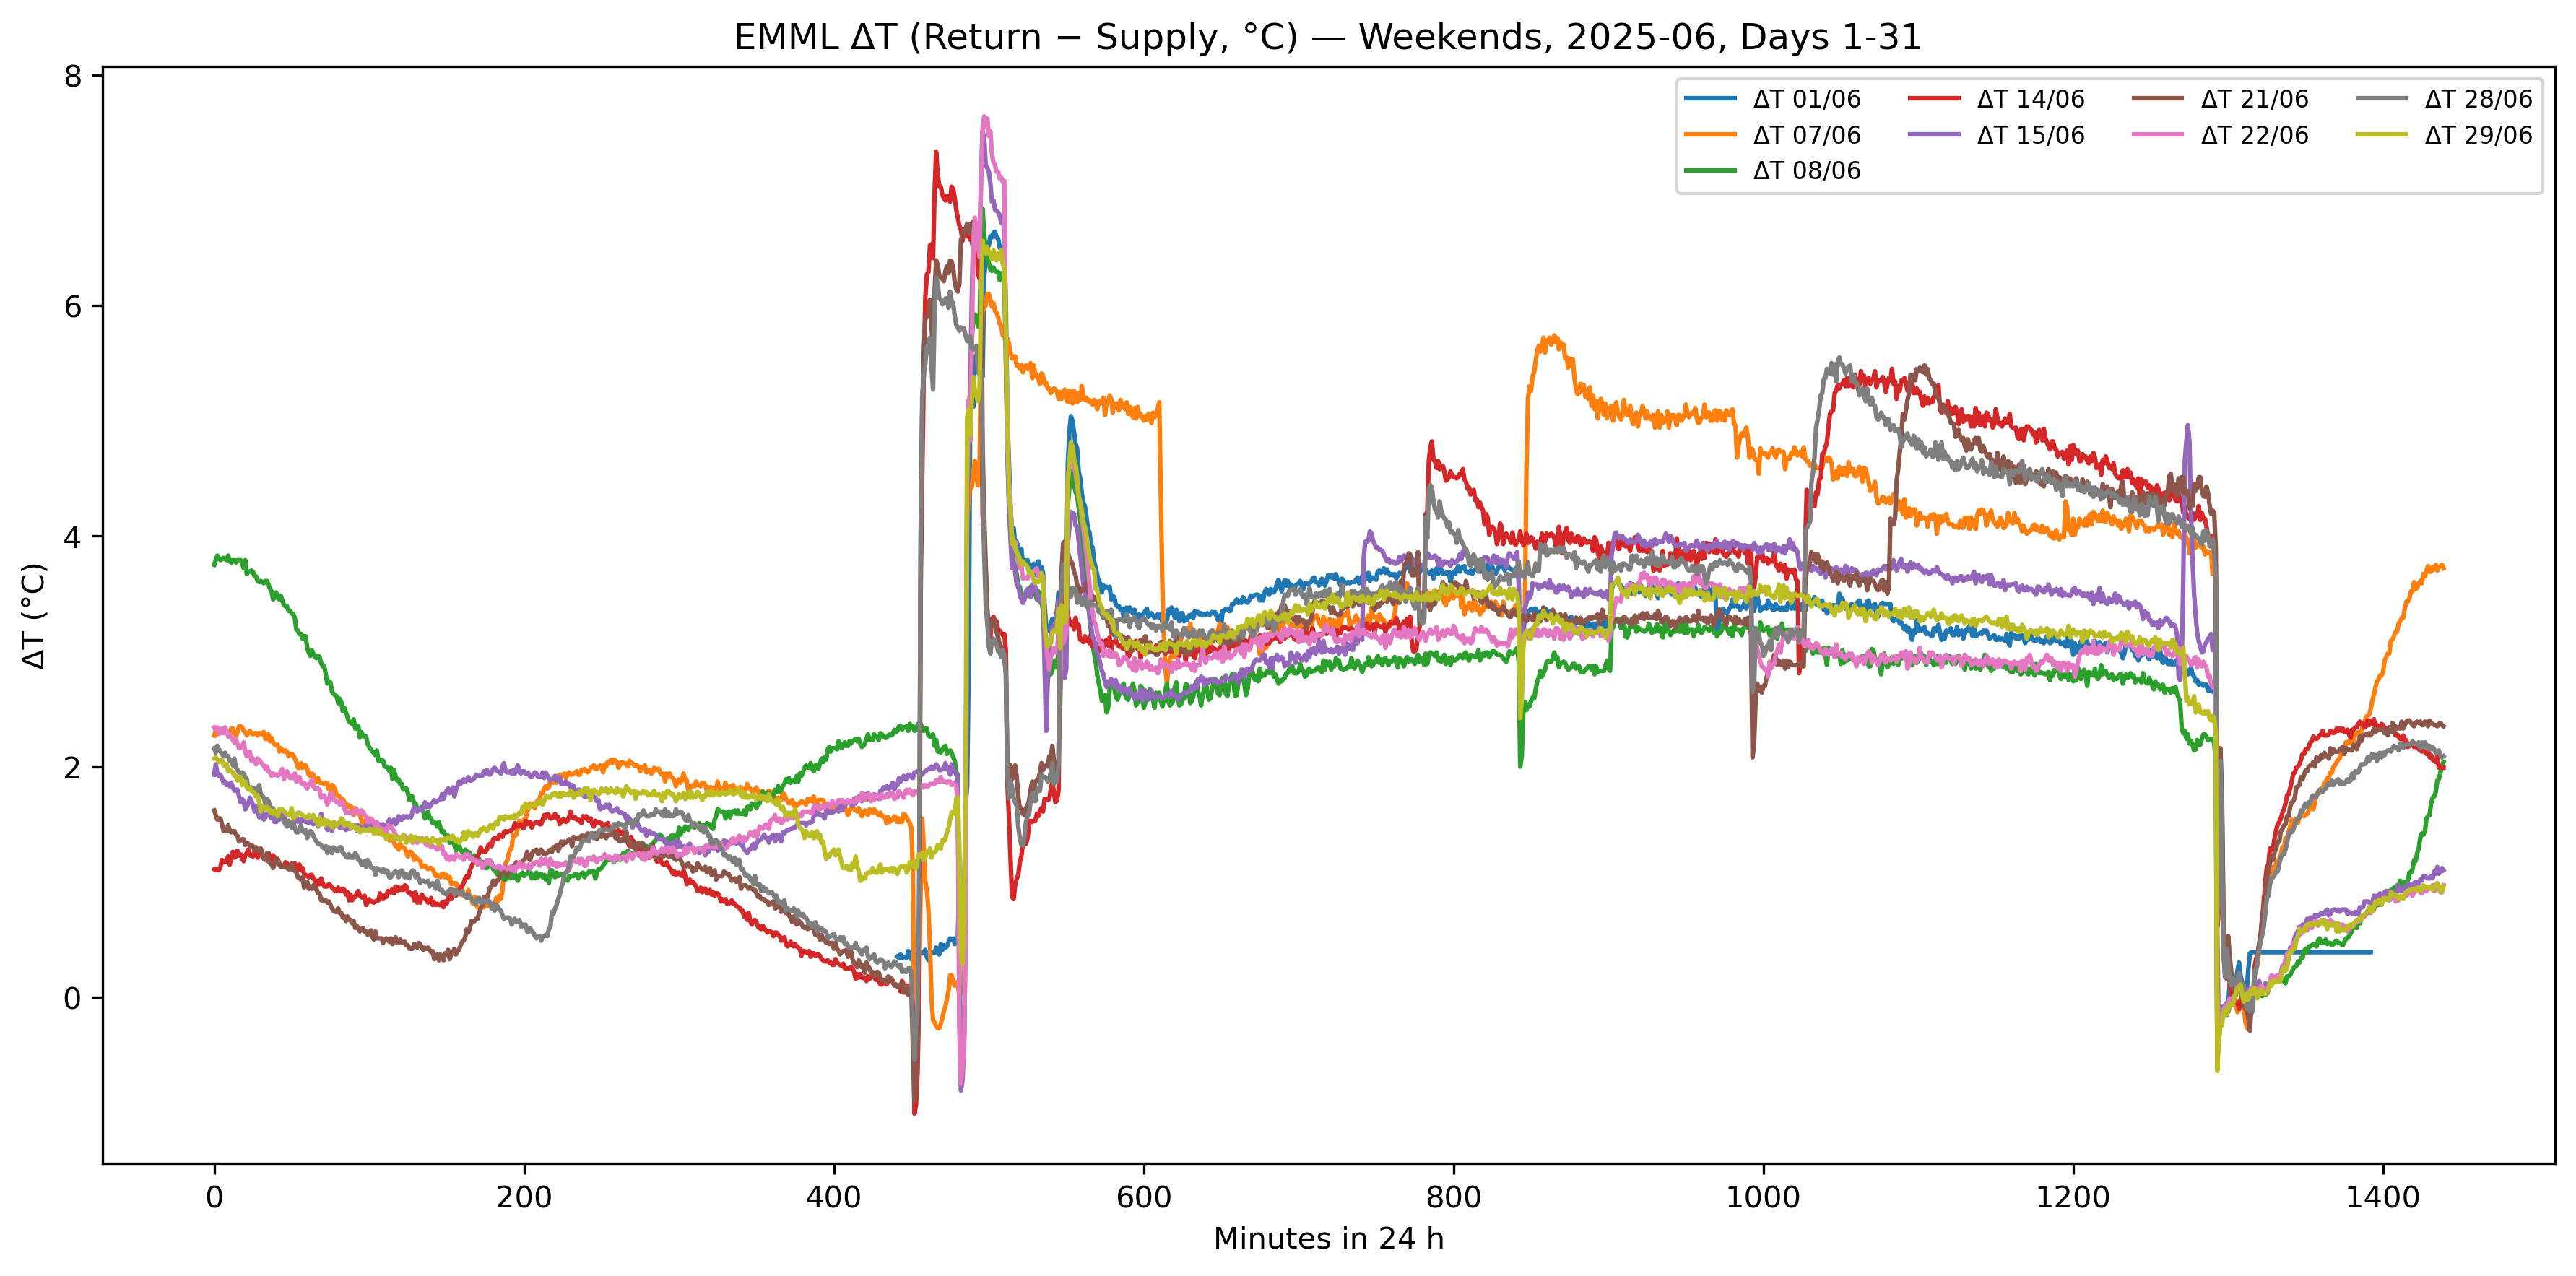 EMML ΔT (Return − Supply, °C) — Weekends, 2025-06, Days 1-31
ΔT 01/06
ΔT 07/06
ΔT 08/06
ΔT 14/06
ΔT 15/06
ΔT 21/06
ΔT 22/06
ΔT 28/06
ΔT 29/06
ΔT (°C)
8
6
4
2
0
0 200 400 600 800 1000 1200 1400
Minutes in 24 h